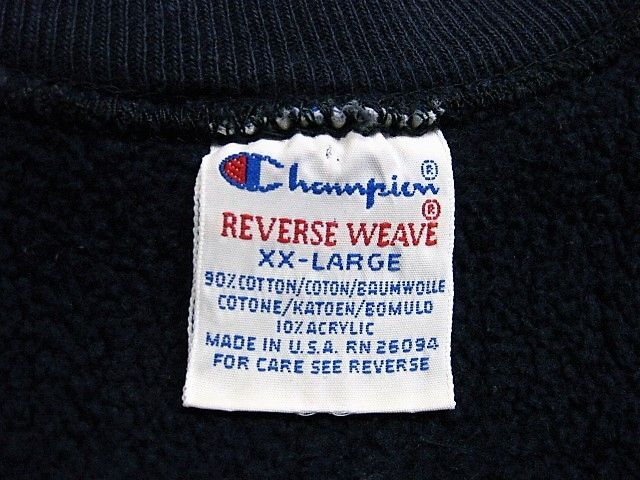 Champion®
REVERSE WEAVE®
XX-LARGE
90% COTTON/COTON/BAUMWOLLE
COTONE/KATOEN/BOMULD
10% ACRYLIC
MADE IN U.S.A. RN 26094
FOR CARE SEE REVERSE